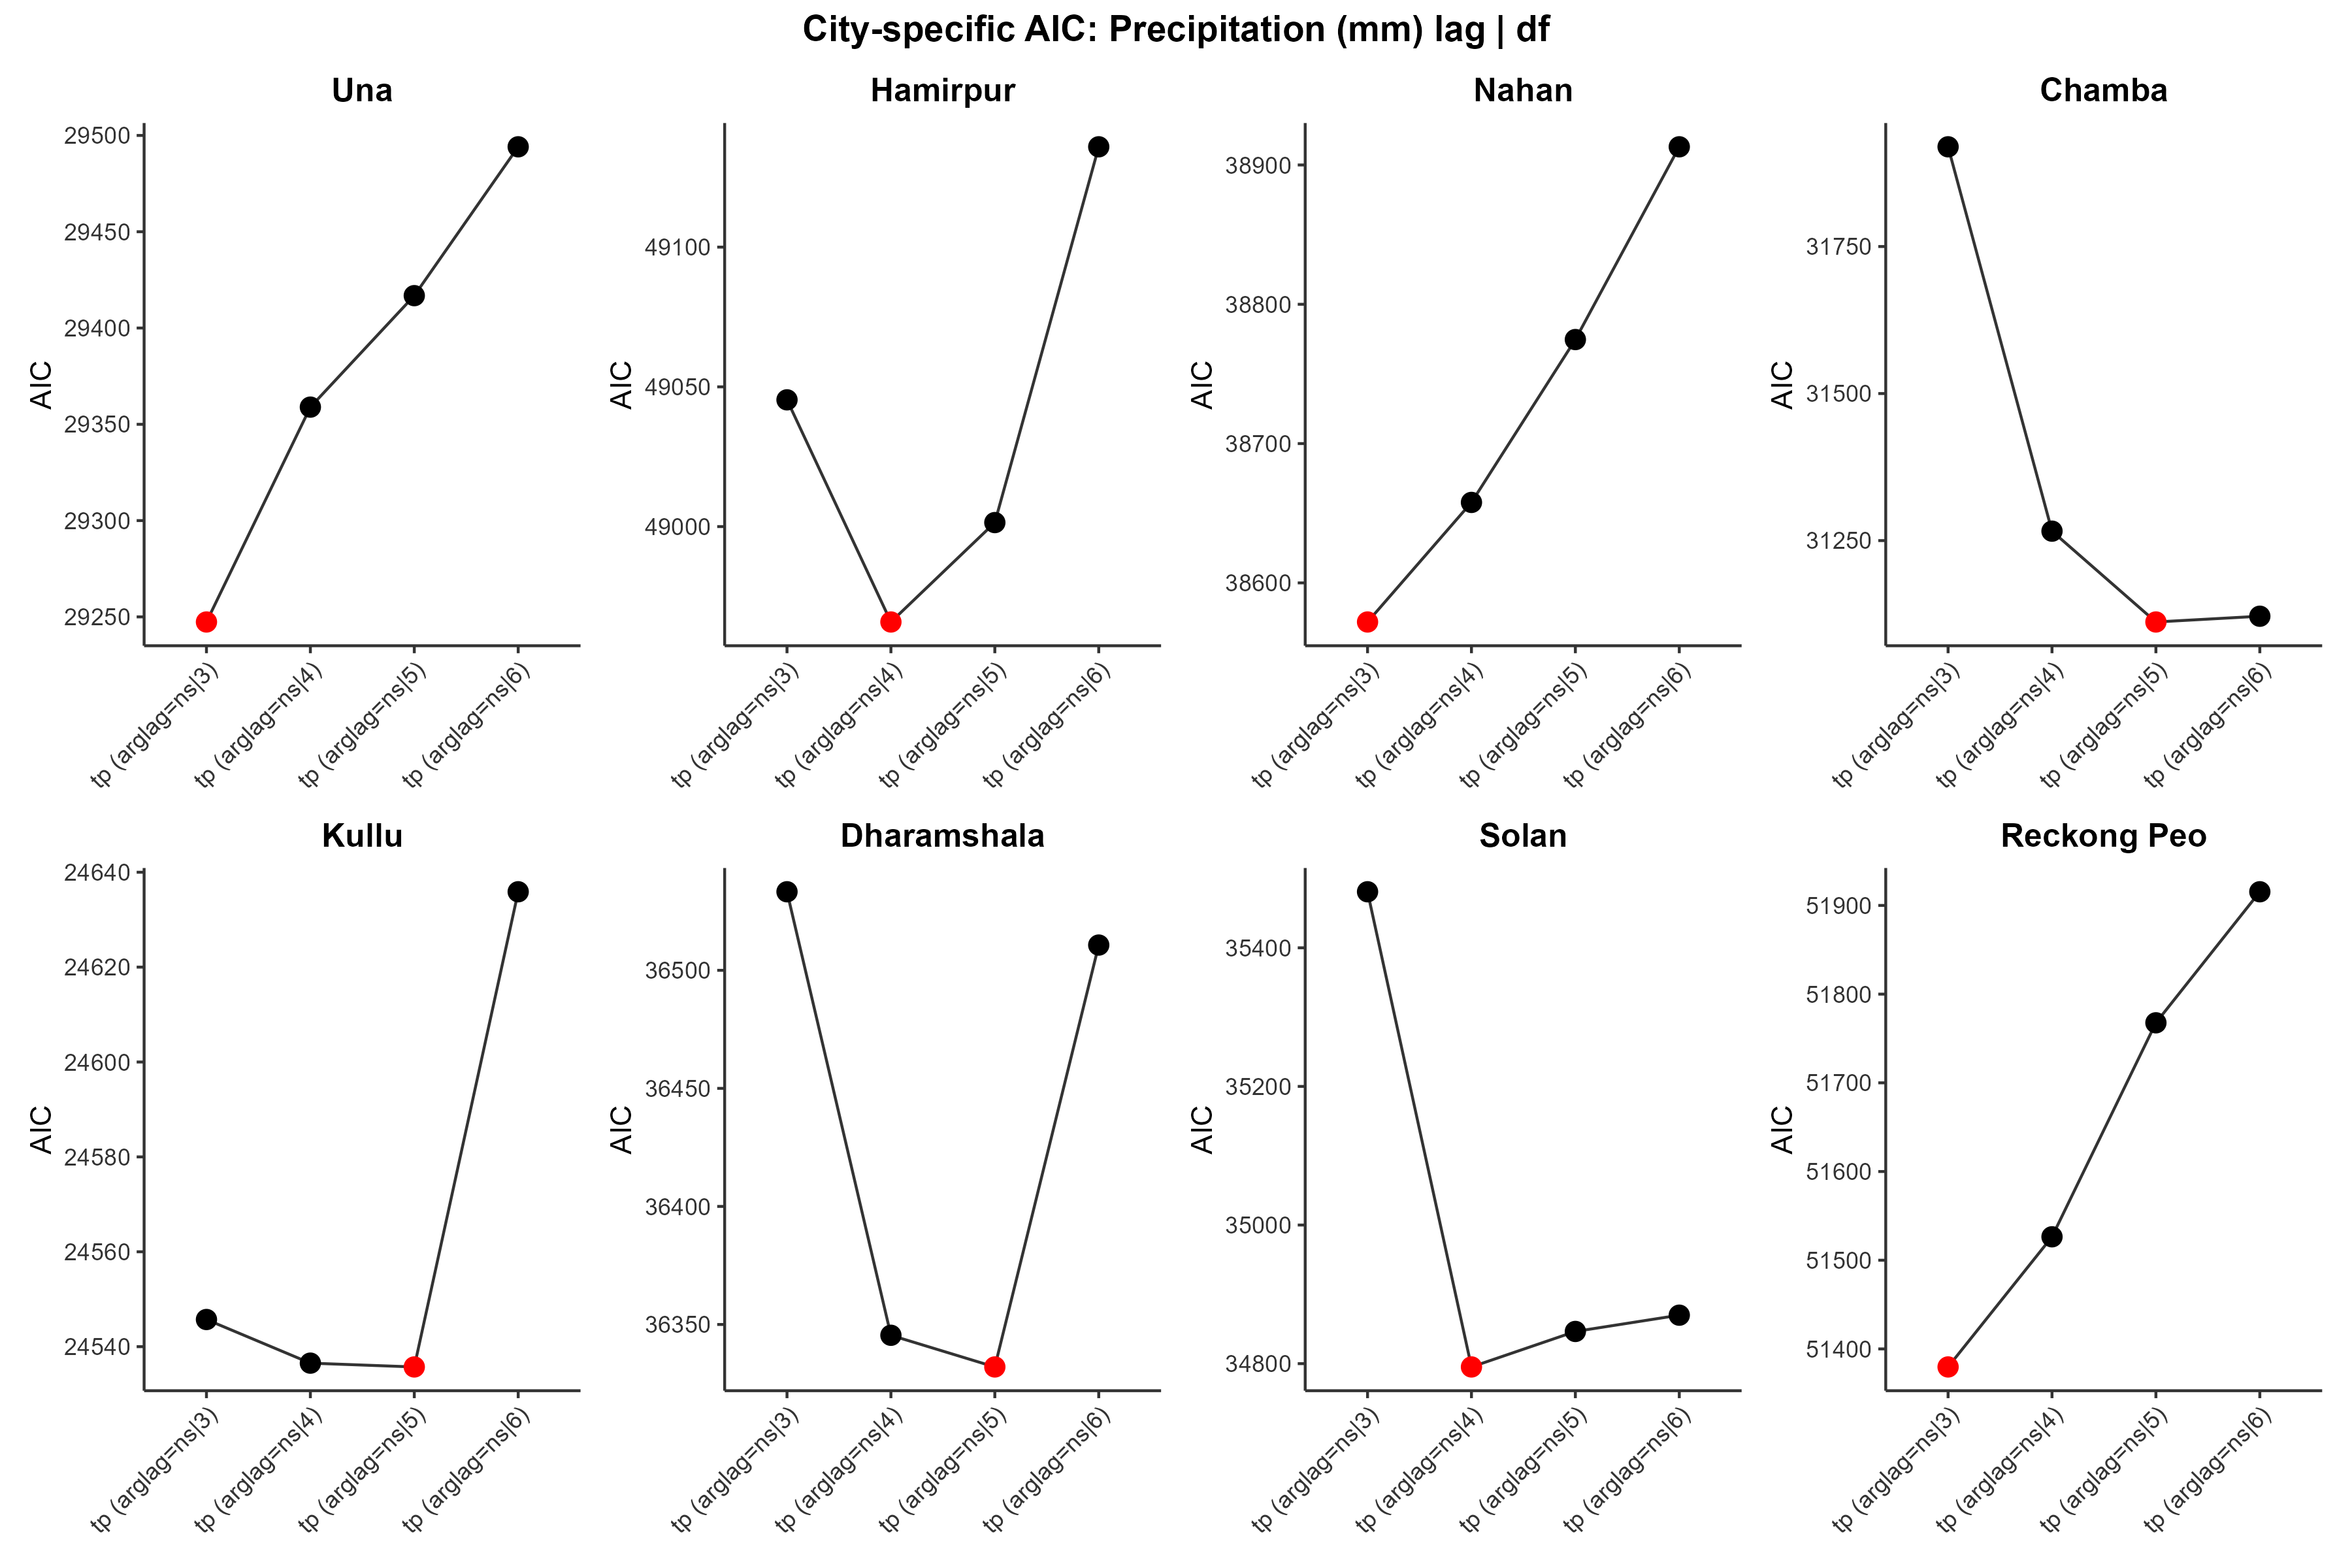 City-specific AIC: Precipitation (mm) lag | df
Una
Hamirpur
Nahan
Chamba
AIC
29500
29450
29400
29350
29300
29250
AIC
49100
49050
49000
AIC
38900
38800
38700
38600
AIC
31750
31500
31250
tp (arglag=ns|3)
tp (arglag=ns|4)
tp (arglag=ns|5)
tp (arglag=ns|6)
tp (arglag=ns|3)
tp (arglag=ns|4)
tp (arglag=ns|5)
tp (arglag=ns|6)
tp (arglag=ns|3)
tp (arglag=ns|4)
tp (arglag=ns|5)
tp (arglag=ns|6)
tp (arglag=ns|3)
tp (arglag=ns|4)
tp (arglag=ns|5)
tp (arglag=ns|6)
Kullu
Dharamshala
Solan
Reckong Peo
AIC
24640
24620
24600
24580
24560
24540
AIC
36500
36450
36400
36350
AIC
35400
35200
35000
34800
AIC
51900
51800
51700
51600
51500
51400
tp (arglag=ns|3)
tp (arglag=ns|4)
tp (arglag=ns|5)
tp (arglag=ns|6)
tp (arglag=ns|3)
tp (arglag=ns|4)
tp (arglag=ns|5)
tp (arglag=ns|6)
tp (arglag=ns|3)
tp (arglag=ns|4)
tp (arglag=ns|5)
tp (arglag=ns|6)
tp (arglag=ns|3)
tp (arglag=ns|4)
tp (arglag=ns|5)
tp (arglag=ns|6)